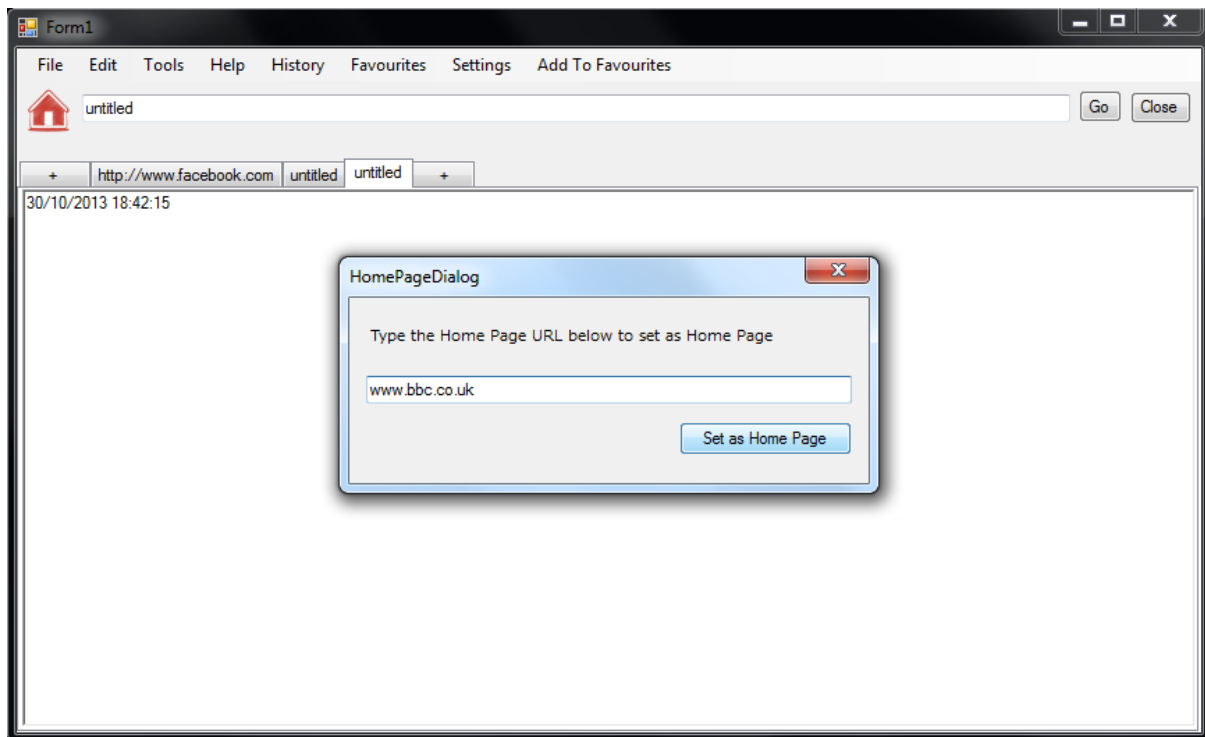 Form1
File Edit Tools Help History Favourites Settings Add To Favourites
untitled Go Close
+ http://www.facebook.com untitled untitled +
30/10/2013 18:42:15
HomePageDialog
Type the Home Page URL below to set as Home Page
www.bbc.co.uk
Set as Home Page